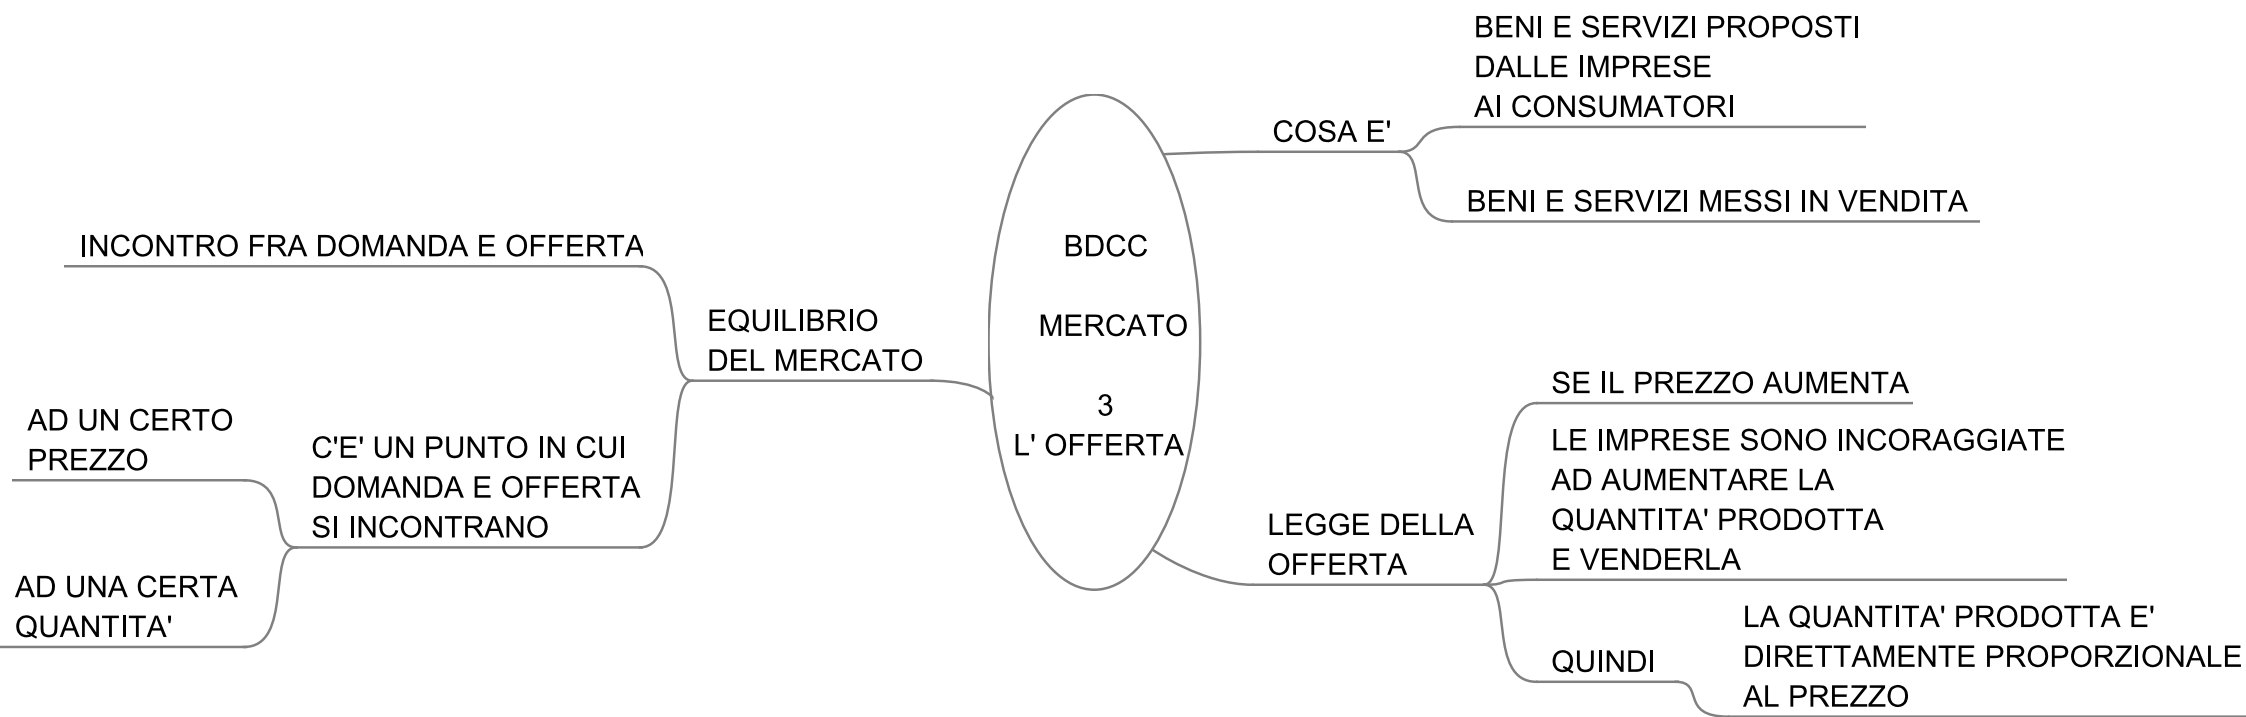 BDCC
MERCATO
3
L' OFFERTA
COSA E'
BENI E SERVIZI PROPOSTI
DALLE IMPRESE
AI CONSUMATORI
BENI E SERVIZI MESSI IN VENDITA
LEGGE DELLA
OFFERTA
SE IL PREZZO AUMENTA
LE IMPRESE SONO INCORAGGIATE
AD AUMENTARE LA
QUANTITA' PRODOTTA
E VENDERLA
QUINDI
LA QUANTITA' PRODOTTA E'
DIRETTAMENTE PROPORZIONALE
AL PREZZO
EQUILIBRIO
DEL MERCATO
INCONTRO FRA DOMANDA E OFFERTA
C'E' UN PUNTO IN CUI
DOMANDA E OFFERTA
SI INCONTRANO
AD UN CERTO
PREZZO
AD UNA CERTA
QUANTITA'